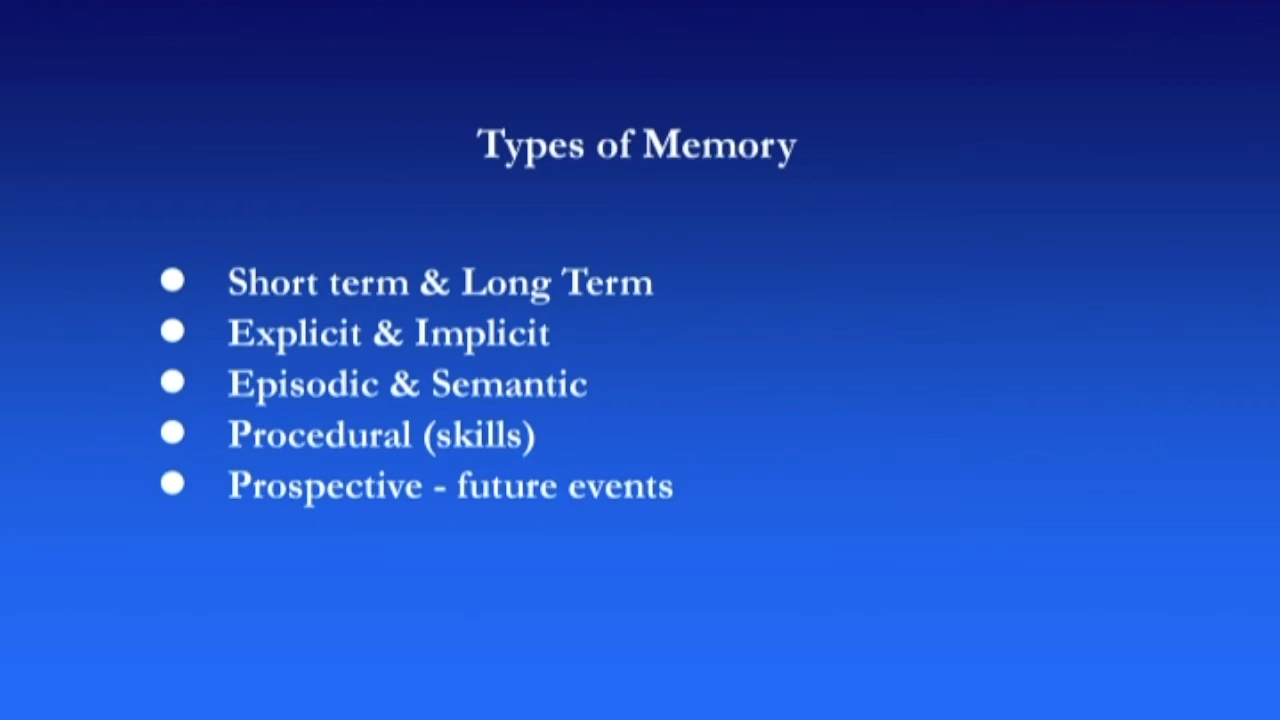 Types of Memory
● Short term & Long Term
● Explicit & Implicit
● Episodic & Semantic
● Procedural (skills)
● Prospective - future events